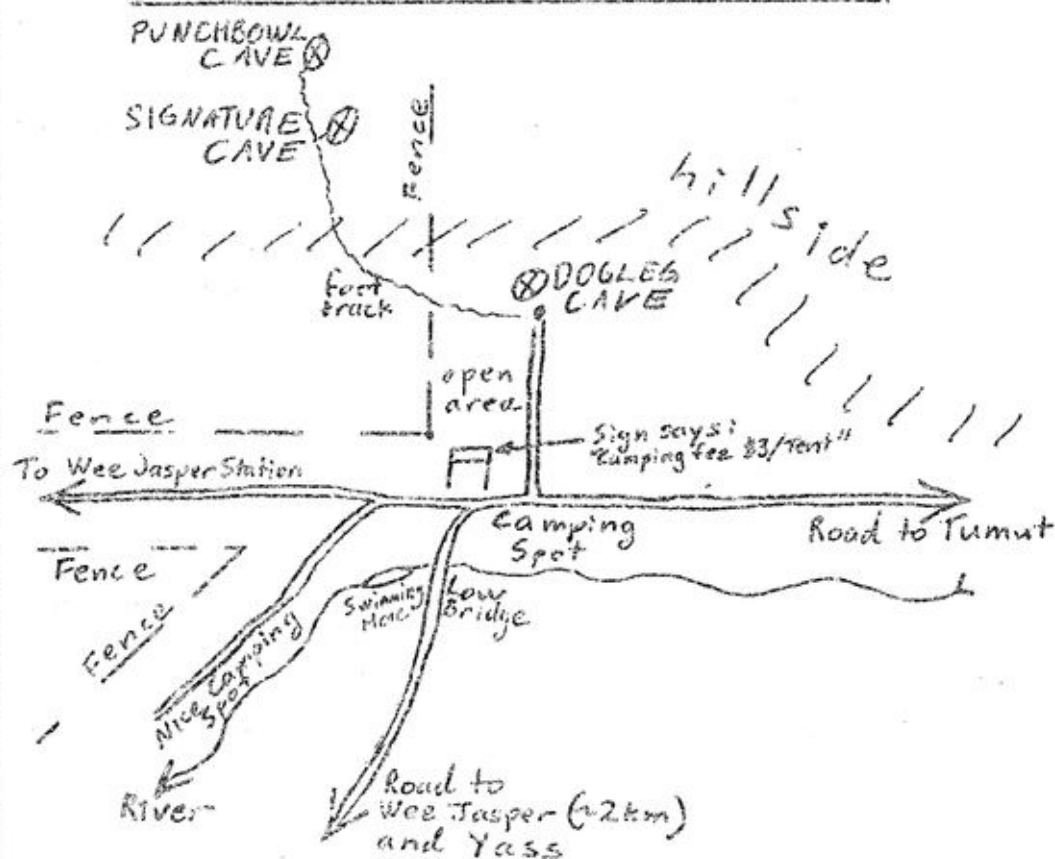 PUNCHBOWL
CAVE
SIGNATURE
CAVE
Fence
hillside
foot
track
DOGLEG
CAVE
open
area
Fence
Sign says:
"Camping fee $3/Tent"
To Wee Jasper Station
Camping
Spot
Road to Tumut
Fence
Fence
Swimming
Hole
Low
Bridge
Nice Camping
Spot
River
Road to
Wee Jasper (~2km)
and Yass